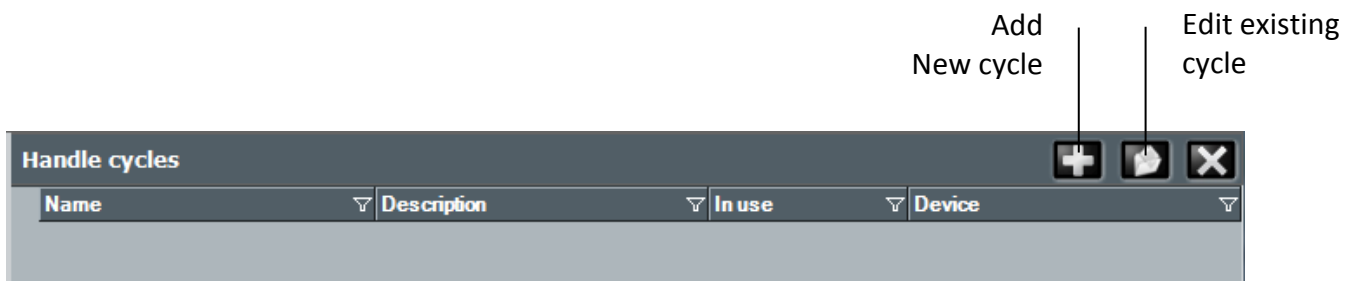 Add
New cycle
Edit existing
cycle
Handle cycles
Name Description In use Device